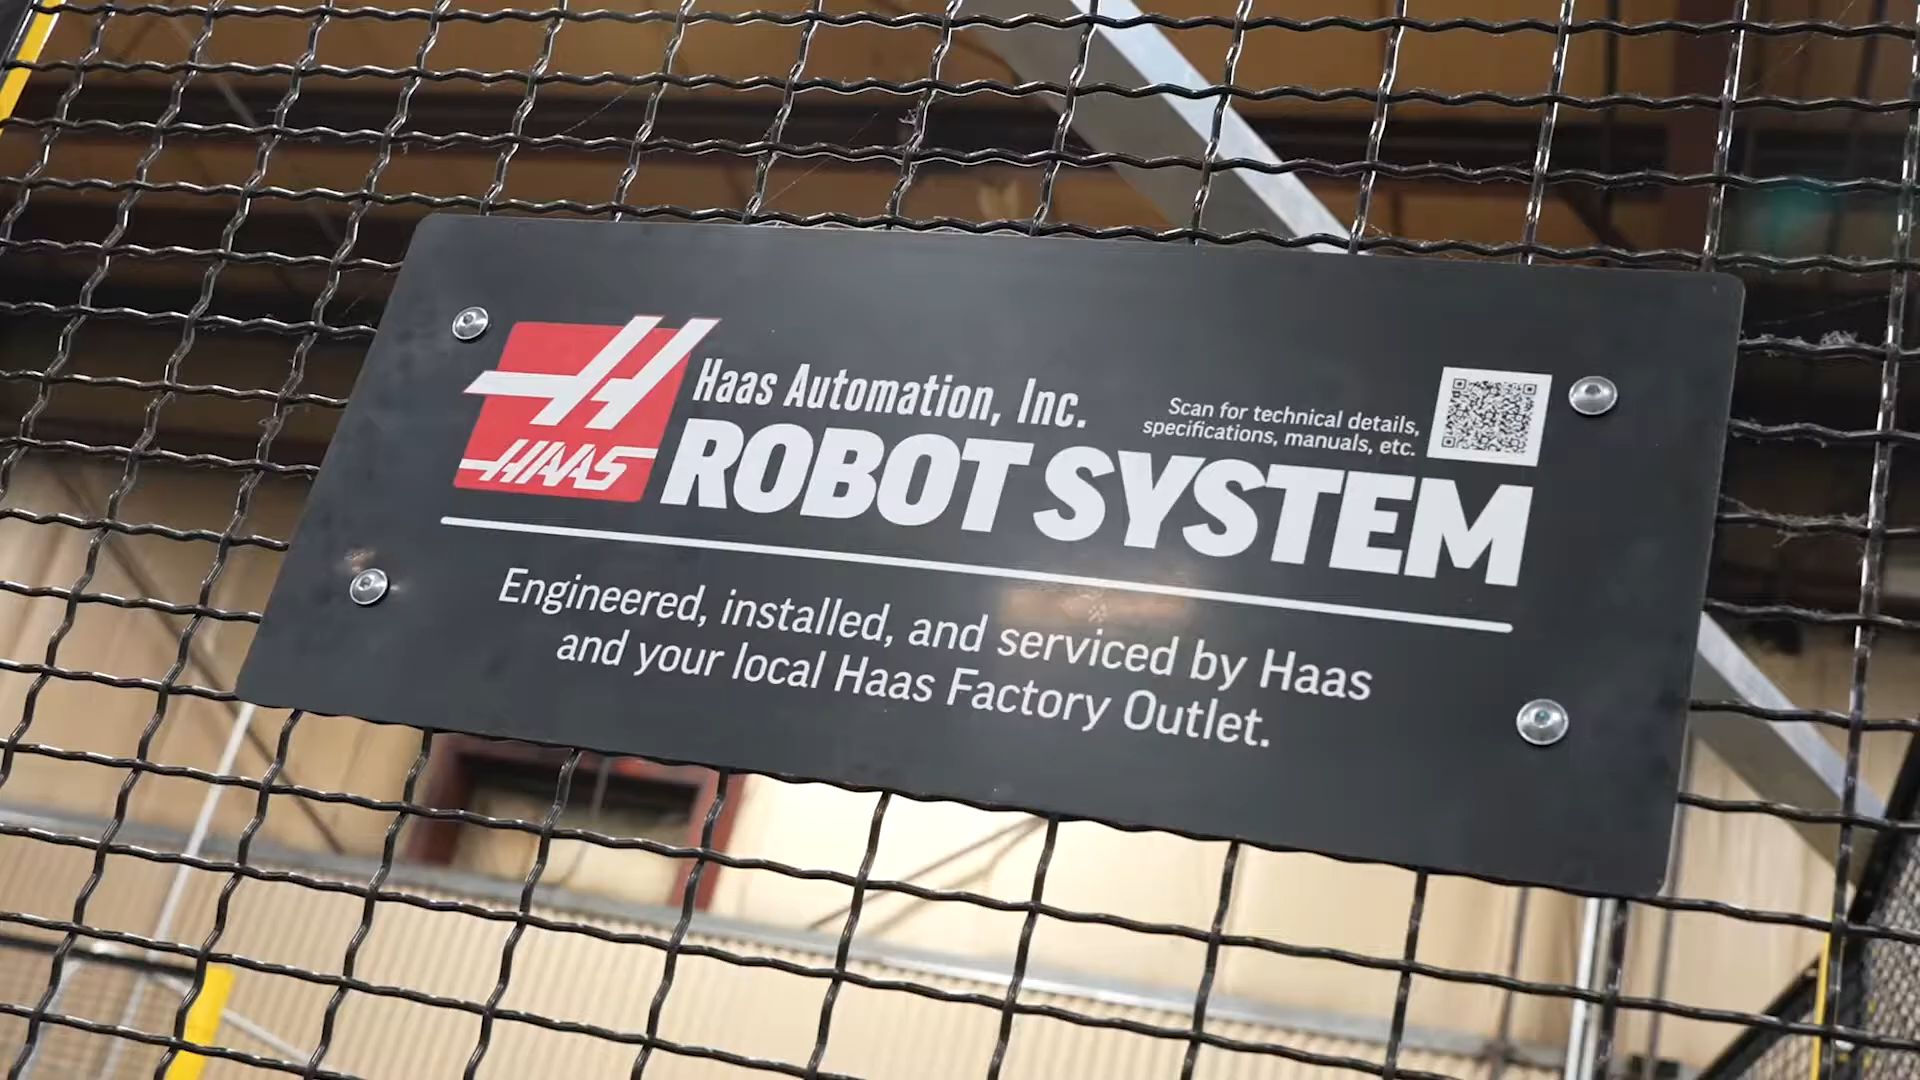 HAAS
Haas Automation, Inc.
ROBOT SYSTEM
Scan for technical details,
specifications, manuals, etc.
Engineered, installed, and serviced by Haas
and your local Haas Factory Outlet.